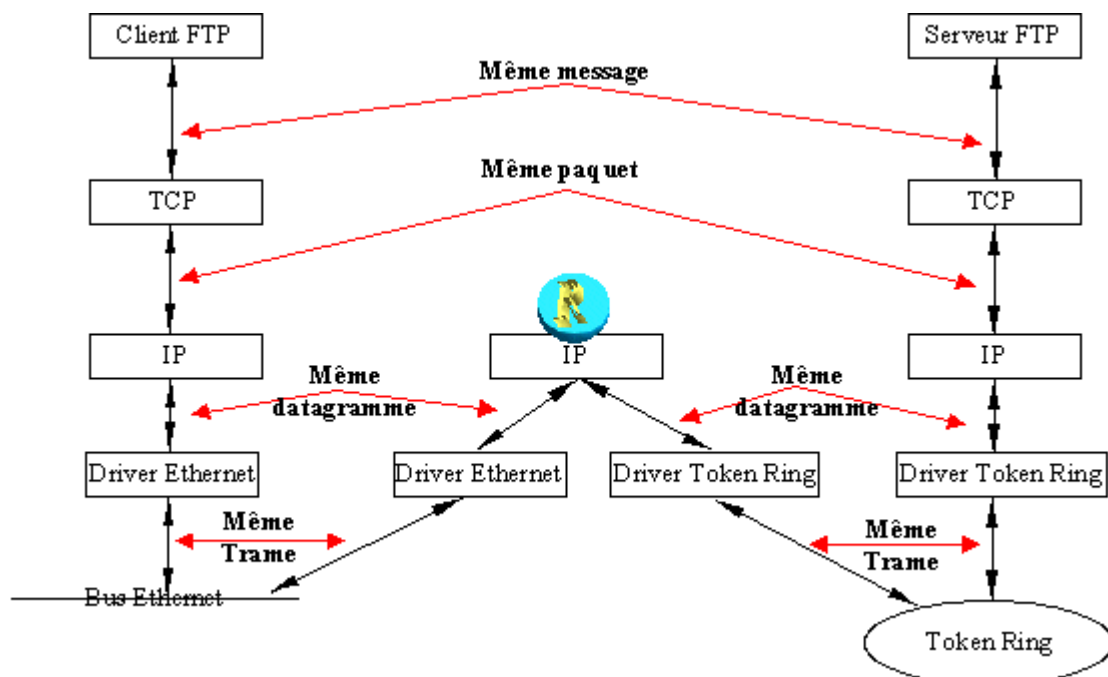 Client FTP
Serveur FTP
Même message
Même paquet
TCP
TCP
R
IP
IP
IP
Même
datagramme
Même
datagramme
Driver Ethernet
Driver Ethernet
Driver Token Ring
Driver Token Ring
Même
Trame
Même
Trame
Bus Ethernet
Token Ring